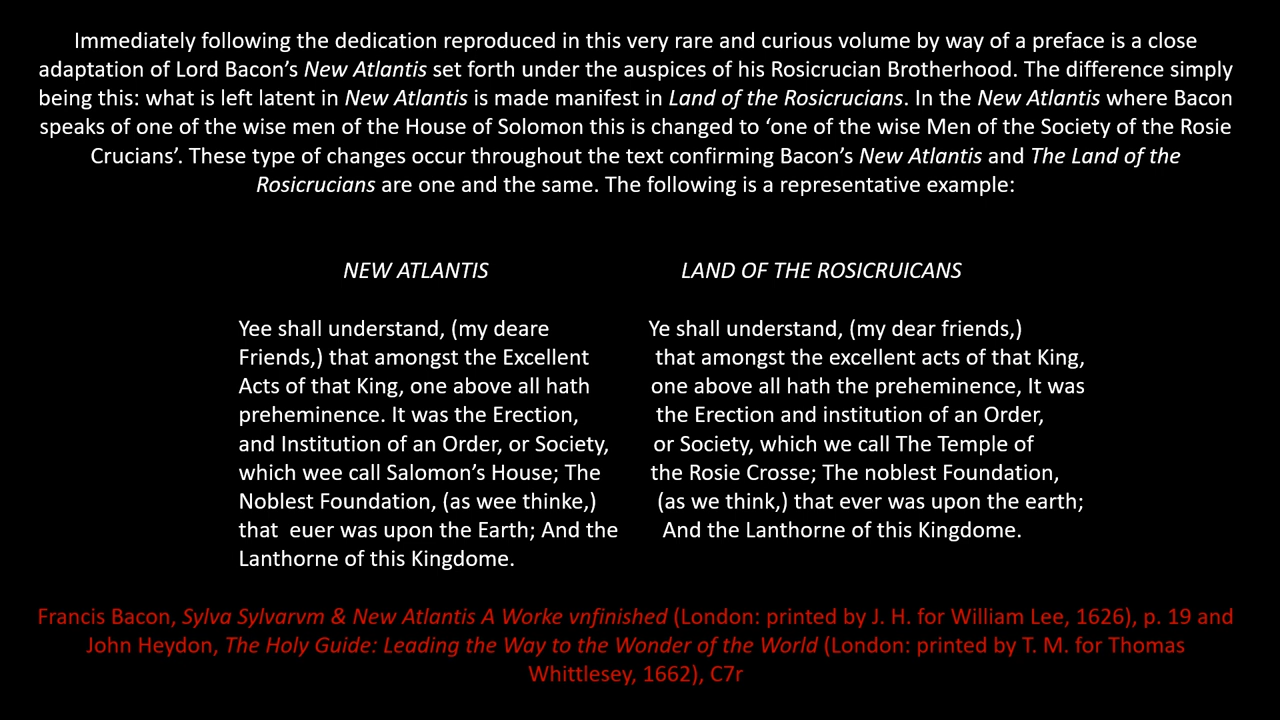 Immediately following the dedication reproduced in this very rare and curious volume by way of a preface is a close
adaptation of Lord Bacon’s New Atlantis set forth under the auspices of his Rosicrucian Brotherhood. The difference simply
being this: what is left latent in New Atlantis is made manifest in Land of the Rosicrucians. In the New Atlantis where Bacon
speaks of one of the wise men of the House of Solomon this is changed to ‘one of the wise Men of the Society of the Rosie
Crucians’. These type of changes occur throughout the text confirming Bacon’s New Atlantis and The Land of the
Rosicrucians are one and the same. The following is a representative example:
NEW ATLANTIS
Yee shall understand, (my deare
Friends,) that amongst the Excellent
Acts of that King, one above all hath
preheminence. It was the Erection,
and Institution of an Order, or Society,
which wee call Salomon’s House; The
Noblest Foundation, (as wee thinke,)
that euer was upon the Earth; And the
Lanthorne of this Kingdome.
LAND OF THE ROSICRUICANS
Ye shall understand, (my dear friends,)
that amongst the excellent acts of that King,
one above all hath the preheminence, It was
the Erection and institution of an Order,
or Society, which we call The Temple of
the Rosie Crosse; The noblest Foundation,
(as we think,) that ever was upon the earth;
And the Lanthorne of this Kingdome.
Francis Bacon, Sylva Sylvarvm & New Atlantis A Worke vnfinished (London: printed by J. H. for William Lee, 1626), p. 19 and
John Heydon, The Holy Guide: Leading the Way to the Wonder of the World (London: printed by T. M. for Thomas
Whittlesey, 1662), C7r